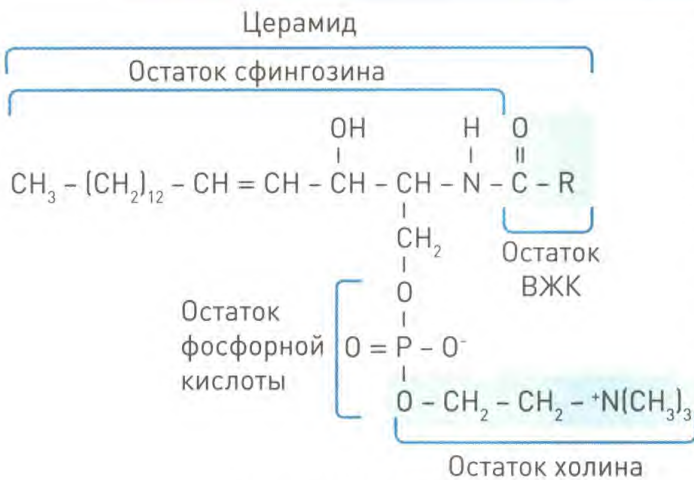 Церамид
Остаток сфингозина
OH H O
CH₃ – (CH₂)₁₂ – CH = CH – CH – CH – N – C – R
CH₂
Остаток
ВЖК
O
Остаток
фосфорной
кислоты
O = P – O⁻
O – CH₂ – CH₂ – ⁺N(CH₃)₃
Остаток холина